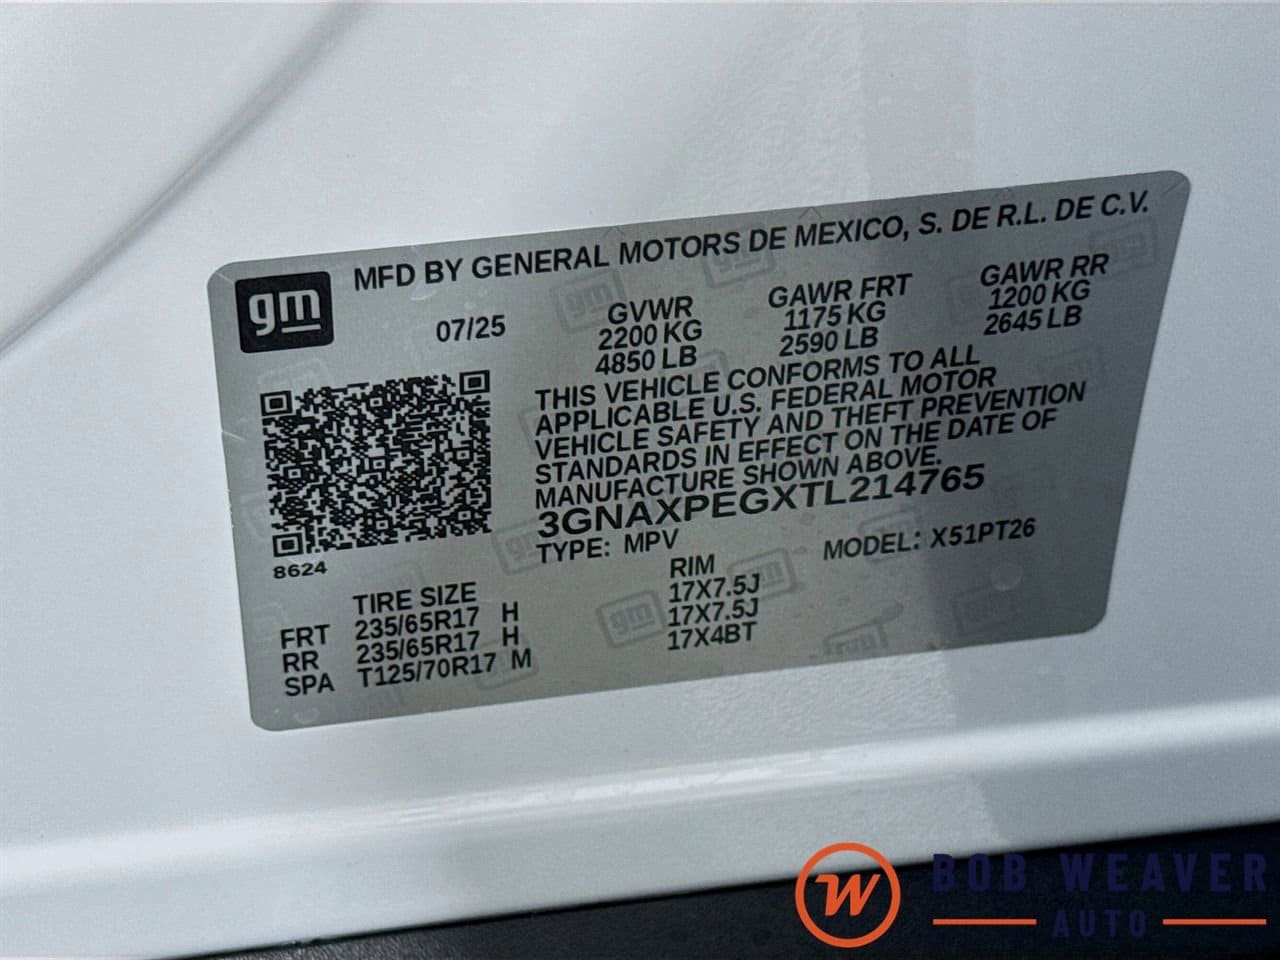 gm
MFD BY GENERAL MOTORS DE MEXICO, S. DE R.L. DE C.V.
07/25
GVWR
2200 KG
4850 LB
GAWR FRT
1175 KG
2590 LB
GAWR RR
1200 KG
2645 LB
THIS VEHICLE CONFORMS TO ALL
APPLICABLE U.S. FEDERAL MOTOR
VEHICLE SAFETY AND THEFT PREVENTION
STANDARDS IN EFFECT ON THE DATE OF
MANUFACTURE SHOWN ABOVE.
3GNAXPEGXTL214765
TYPE: MPV
MODEL: X51PT26
8624
TIRE SIZE
RIM
FRT 235/65R17 H 17X7.5J
RR 235/65R17 H 17X7.5J
SPA T125/70R17 M 17X4BT
W
BOB WEAVER
AUTO